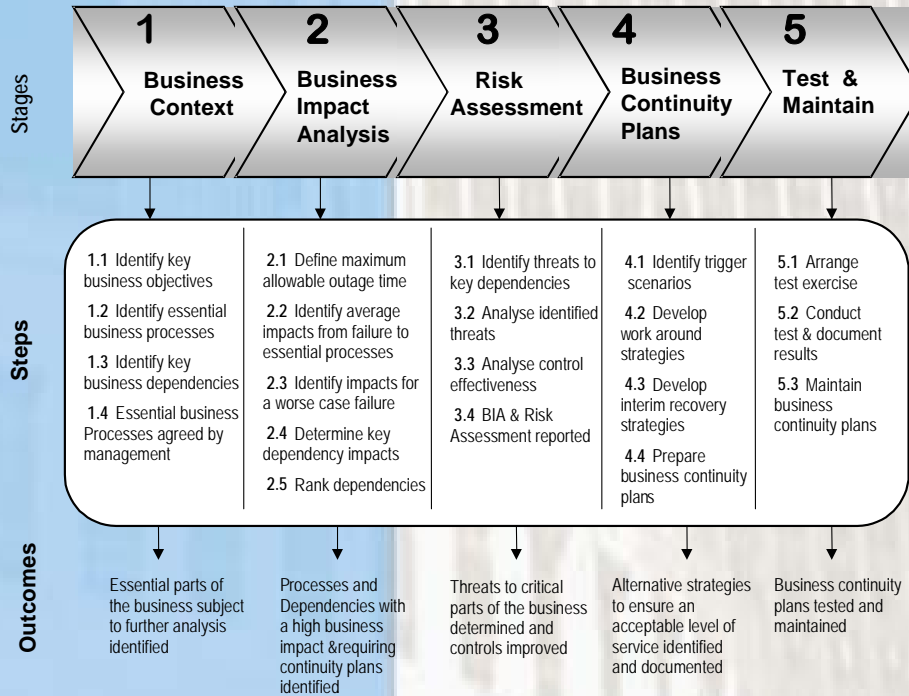 Stages
1
Business
Context
2
Business
Impact
Analysis
3
Risk
Assessment
4
Business
Continuity
Plans
5
Test &
Maintain
Steps
1.1 Identify key
business objectives
1.2 Identify essential
business processes
1.3 Identify key
business dependencies
1.4 Essential business
Processes agreed by
management
2.1 Define maximum
allowable outage time
2.2 Identify average
impacts from failure to
essential processes
2.3 Identify impacts for
a worse case failure
2.4 Determine key
dependency impacts
2.5 Rank dependencies
3.1 Identify threats to
key dependencies
3.2 Analyse identified
threats
3.3 Analyse control
effectiveness
3.4 BIA & Risk
Assessment reported
4.1 Identify trigger
scenarios
4.2 Develop
work around
strategies
4.3 Develop
interim recovery
strategies
4.4 Prepare
business continuity
plans
5.1 Arrange
test exercise
5.2 Conduct
test & document
results
5.3 Maintain
business
continuity plans
Outcomes
Essential parts of
the business subject
to further analysis
identified
Processes and
Dependencies with
a high business
impact &requiring
continuity plans
identified
Threats to critical
parts of the business
determined and
controls improved
Alternative strategies
to ensure an
acceptable level of
service identified
and documented
Business continuity
plans tested and
maintained